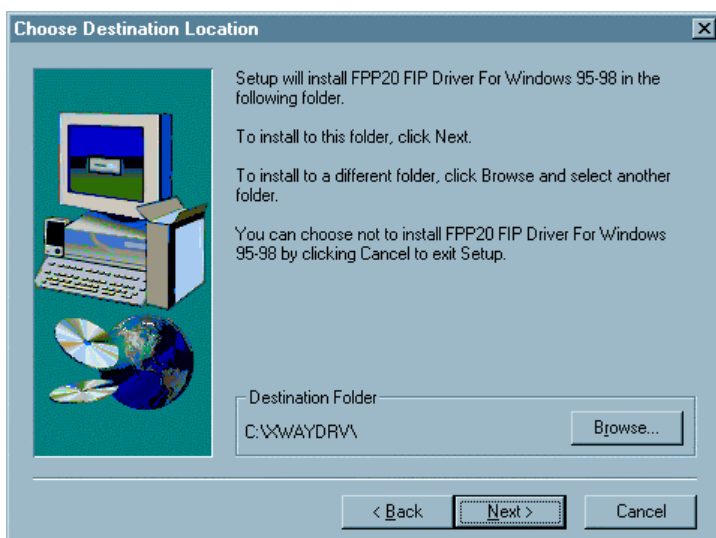 Choose Destination Location
Setup will install FPP20 FIP Driver For Windows 95-98 in the
following folder.
To install to this folder, click Next.
To install to a different folder, click Browse and select another
folder.
You can choose not to install FPP20 FIP Driver For Windows
95-98 by clicking Cancel to exit Setup.
Destination Folder
C:\XWAYDRV\
Browse...
< Back
Next >
Cancel